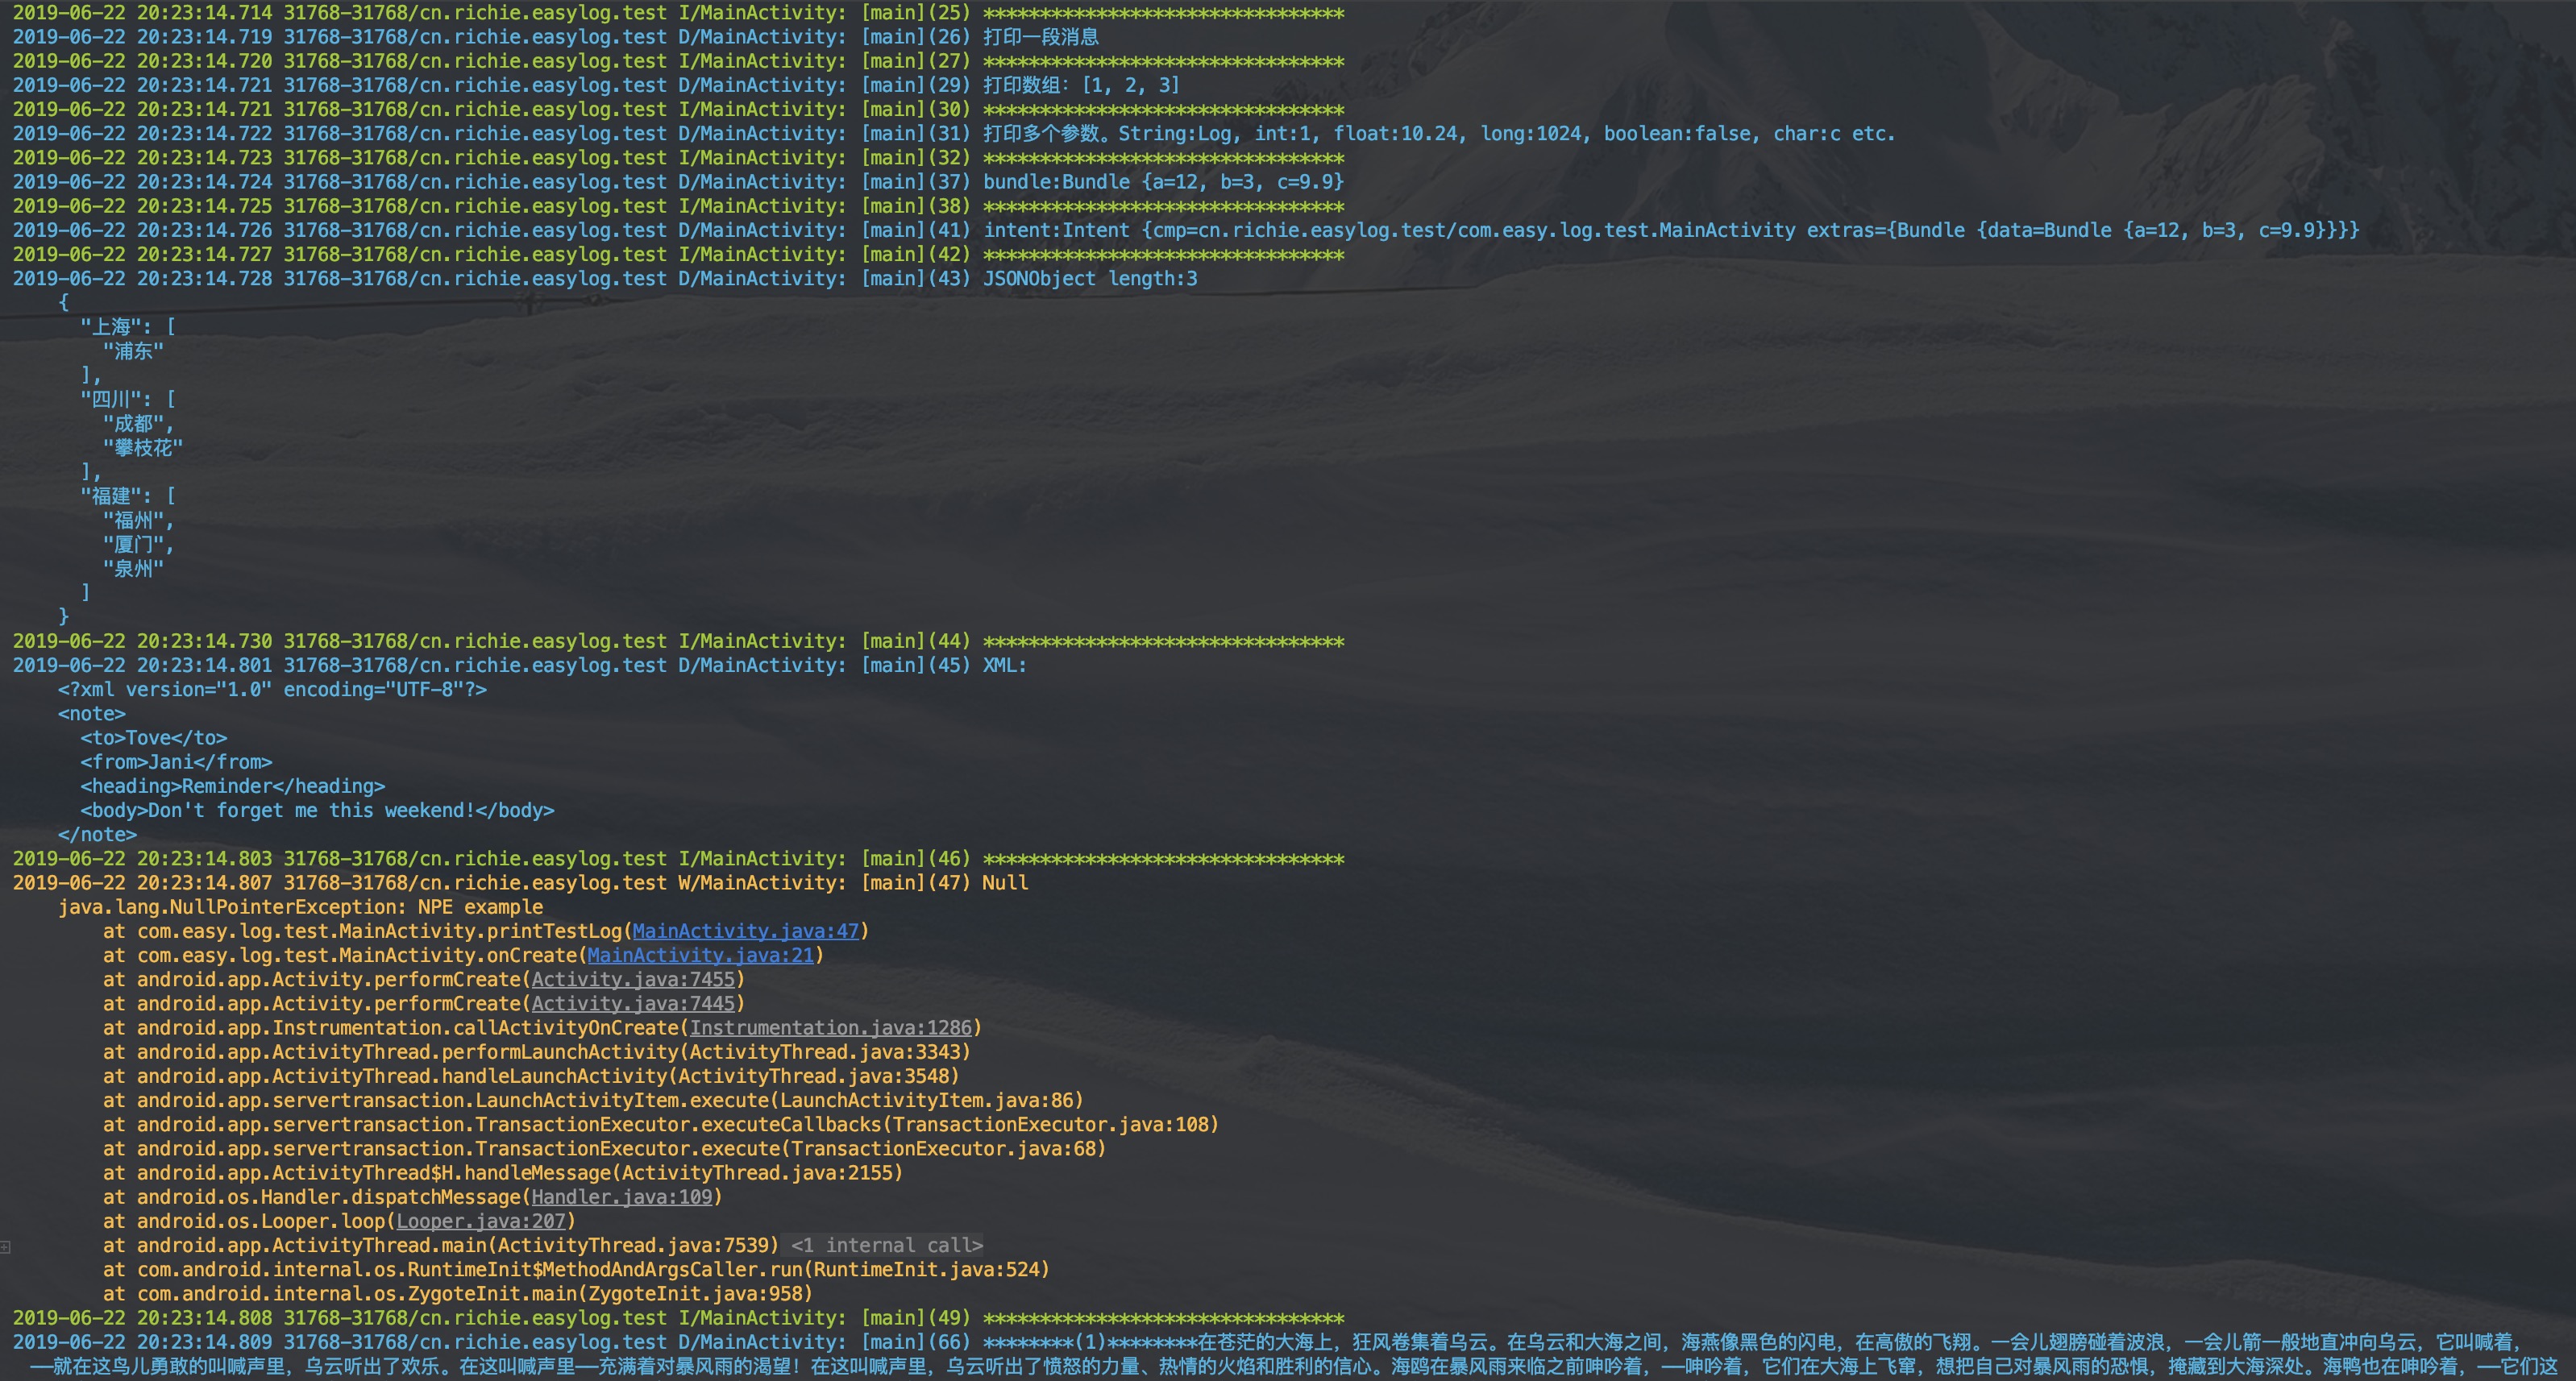 2019-06-22 20:23:14.714 31768-31768/cn.richie.easylog.test I/MainActivity: [main](25) ********************************
2019-06-22 20:23:14.719 31768-31768/cn.richie.easylog.test D/MainActivity: [main](26) 打印一段消息
2019-06-22 20:23:14.720 31768-31768/cn.richie.easylog.test I/MainActivity: [main](27) ********************************
2019-06-22 20:23:14.721 31768-31768/cn.richie.easylog.test D/MainActivity: [main](29) 打印数组：[1, 2, 3]
2019-06-22 20:23:14.721 31768-31768/cn.richie.easylog.test I/MainActivity: [main](30) ********************************
2019-06-22 20:23:14.722 31768-31768/cn.richie.easylog.test D/MainActivity: [main](31) 打印多个参数。String:Log, int:1, float:10.24, long:1024, boolean:false, char:c etc.
2019-06-22 20:23:14.723 31768-31768/cn.richie.easylog.test I/MainActivity: [main](32) ********************************
2019-06-22 20:23:14.724 31768-31768/cn.richie.easylog.test D/MainActivity: [main](37) bundle:Bundle {a=12, b=3, c=9.9}
2019-06-22 20:23:14.725 31768-31768/cn.richie.easylog.test I/MainActivity: [main](38) ********************************
2019-06-22 20:23:14.726 31768-31768/cn.richie.easylog.test D/MainActivity: [main](41) intent:Intent {cmp=cn.richie.easylog.test/com.easy.log.test.MainActivity extras={Bundle {data=Bundle {a=12, b=3, c=9.9}}}}
2019-06-22 20:23:14.727 31768-31768/cn.richie.easylog.test I/MainActivity: [main](42) ********************************
2019-06-22 20:23:14.728 31768-31768/cn.richie.easylog.test D/MainActivity: [main](43) JSONObject length:3
    {
      "上海": [
        "浦东"
      ],
      "四川": [
        "成都",
        "攀枝花"
      ],
      "福建": [
        "福州",
        "厦门",
        "泉州"
      ]
    }
2019-06-22 20:23:14.730 31768-31768/cn.richie.easylog.test I/MainActivity: [main](44) ********************************
2019-06-22 20:23:14.801 31768-31768/cn.richie.easylog.test D/MainActivity: [main](45) XML:
    <?xml version="1.0" encoding="UTF-8"?>
    <note>
      <to>Tove</to>
      <from>Jani</from>
      <heading>Reminder</heading>
      <body>Don't forget me this weekend!</body>
    </note>
2019-06-22 20:23:14.803 31768-31768/cn.richie.easylog.test I/MainActivity: [main](46) ********************************
2019-06-22 20:23:14.807 31768-31768/cn.richie.easylog.test W/MainActivity: [main](47) Null
    java.lang.NullPointerException: NPE example
        at com.easy.log.test.MainActivity.printTestLog(MainActivity.java:47)
        at com.easy.log.test.MainActivity.onCreate(MainActivity.java:21)
        at android.app.Activity.performCreate(Activity.java:7455)
        at android.app.Activity.performCreate(Activity.java:7445)
        at android.app.Instrumentation.callActivityOnCreate(Instrumentation.java:1286)
        at android.app.ActivityThread.performLaunchActivity(ActivityThread.java:3343)
        at android.app.ActivityThread.handleLaunchActivity(ActivityThread.java:3548)
        at android.app.servertransaction.LaunchActivityItem.execute(LaunchActivityItem.java:86)
        at android.app.servertransaction.TransactionExecutor.executeCallbacks(TransactionExecutor.java:108)
        at android.app.servertransaction.TransactionExecutor.execute(TransactionExecutor.java:68)
        at android.app.ActivityThread$H.handleMessage(ActivityThread.java:2155)
        at android.os.Handler.dispatchMessage(Handler.java:109)
        at android.os.Looper.loop(Looper.java:207)
        at android.app.ActivityThread.main(ActivityThread.java:7539) <1 internal call>
        at com.android.internal.os.RuntimeInit$MethodAndArgsCaller.run(RuntimeInit.java:524)
        at com.android.internal.os.ZygoteInit.main(ZygoteInit.java:958)
2019-06-22 20:23:14.808 31768-31768/cn.richie.easylog.test I/MainActivity: [main](49) ********************************
2019-06-22 20:23:14.809 31768-31768/cn.richie.easylog.test D/MainActivity: [main](66) ********(1)********在苍茫的大海上，狂风卷集着乌云。在乌云和大海之间，海燕像黑色的闪电，在高傲的飞翔。一会儿翅膀碰着波浪，一会儿箭一般地直冲向乌云，它叫喊着，
——就在这鸟儿勇敢的叫喊声里，乌云听出了欢乐。在这叫喊声里——充满着对暴风雨的渴望！在这叫喊声里，乌云听出了愤怒的力量、热情的火焰和胜利的信心。海鸥在暴风雨来临之前呻吟着，——呻吟着，它们在大海上飞窜，想把自己对暴风雨的恐惧，掩藏到大海深处。海鸭也在呻吟着，——它们这